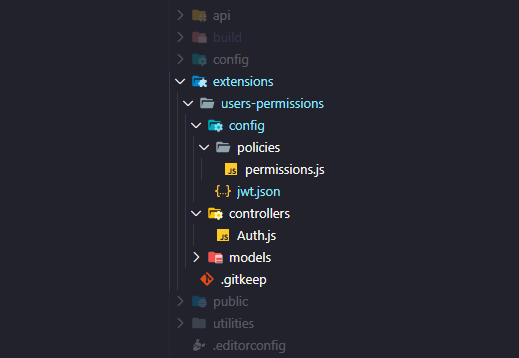 api
build
config
extensions
users-permissions
config
policies
JS permissions.js
{..} jwt.json
controllers
JS Auth.js
models
.gitkeep
public
utilities
.editorconfig